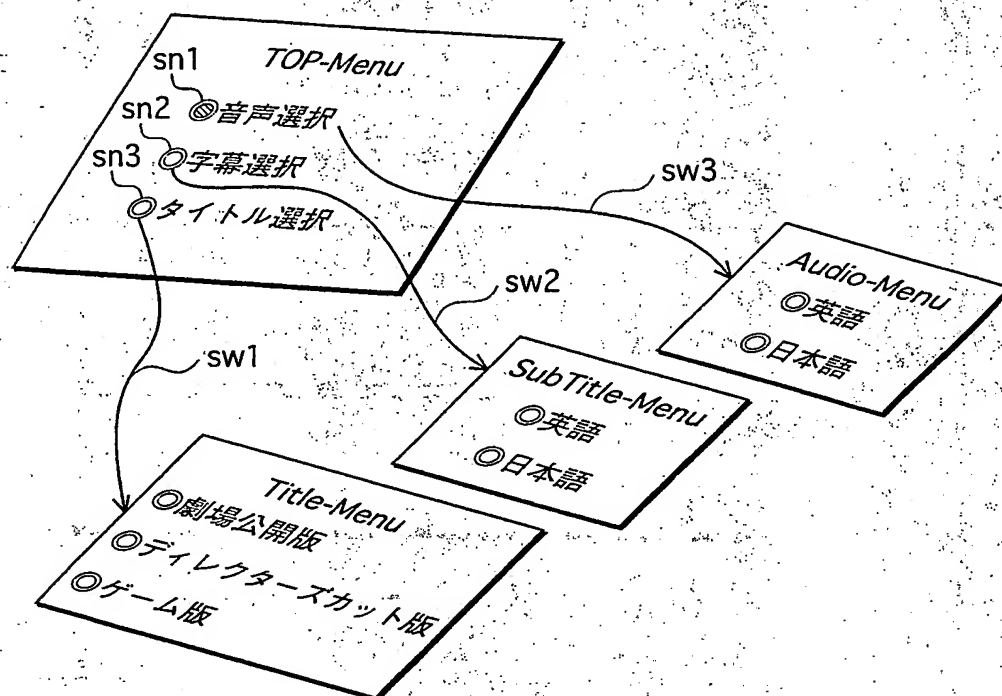 TOP-Menu
sn1
◎音声選択
sn2
◎字幕選択
sn3
◎タイトル選択
sw3
sw2
sw1
Audio-Menu
◎英語
◎日本語
SubTitle-Menu
◎英語
◎日本語
Title-Menu
◎劇場公開版
◎ディレクターズカット版
◎ゲーム版